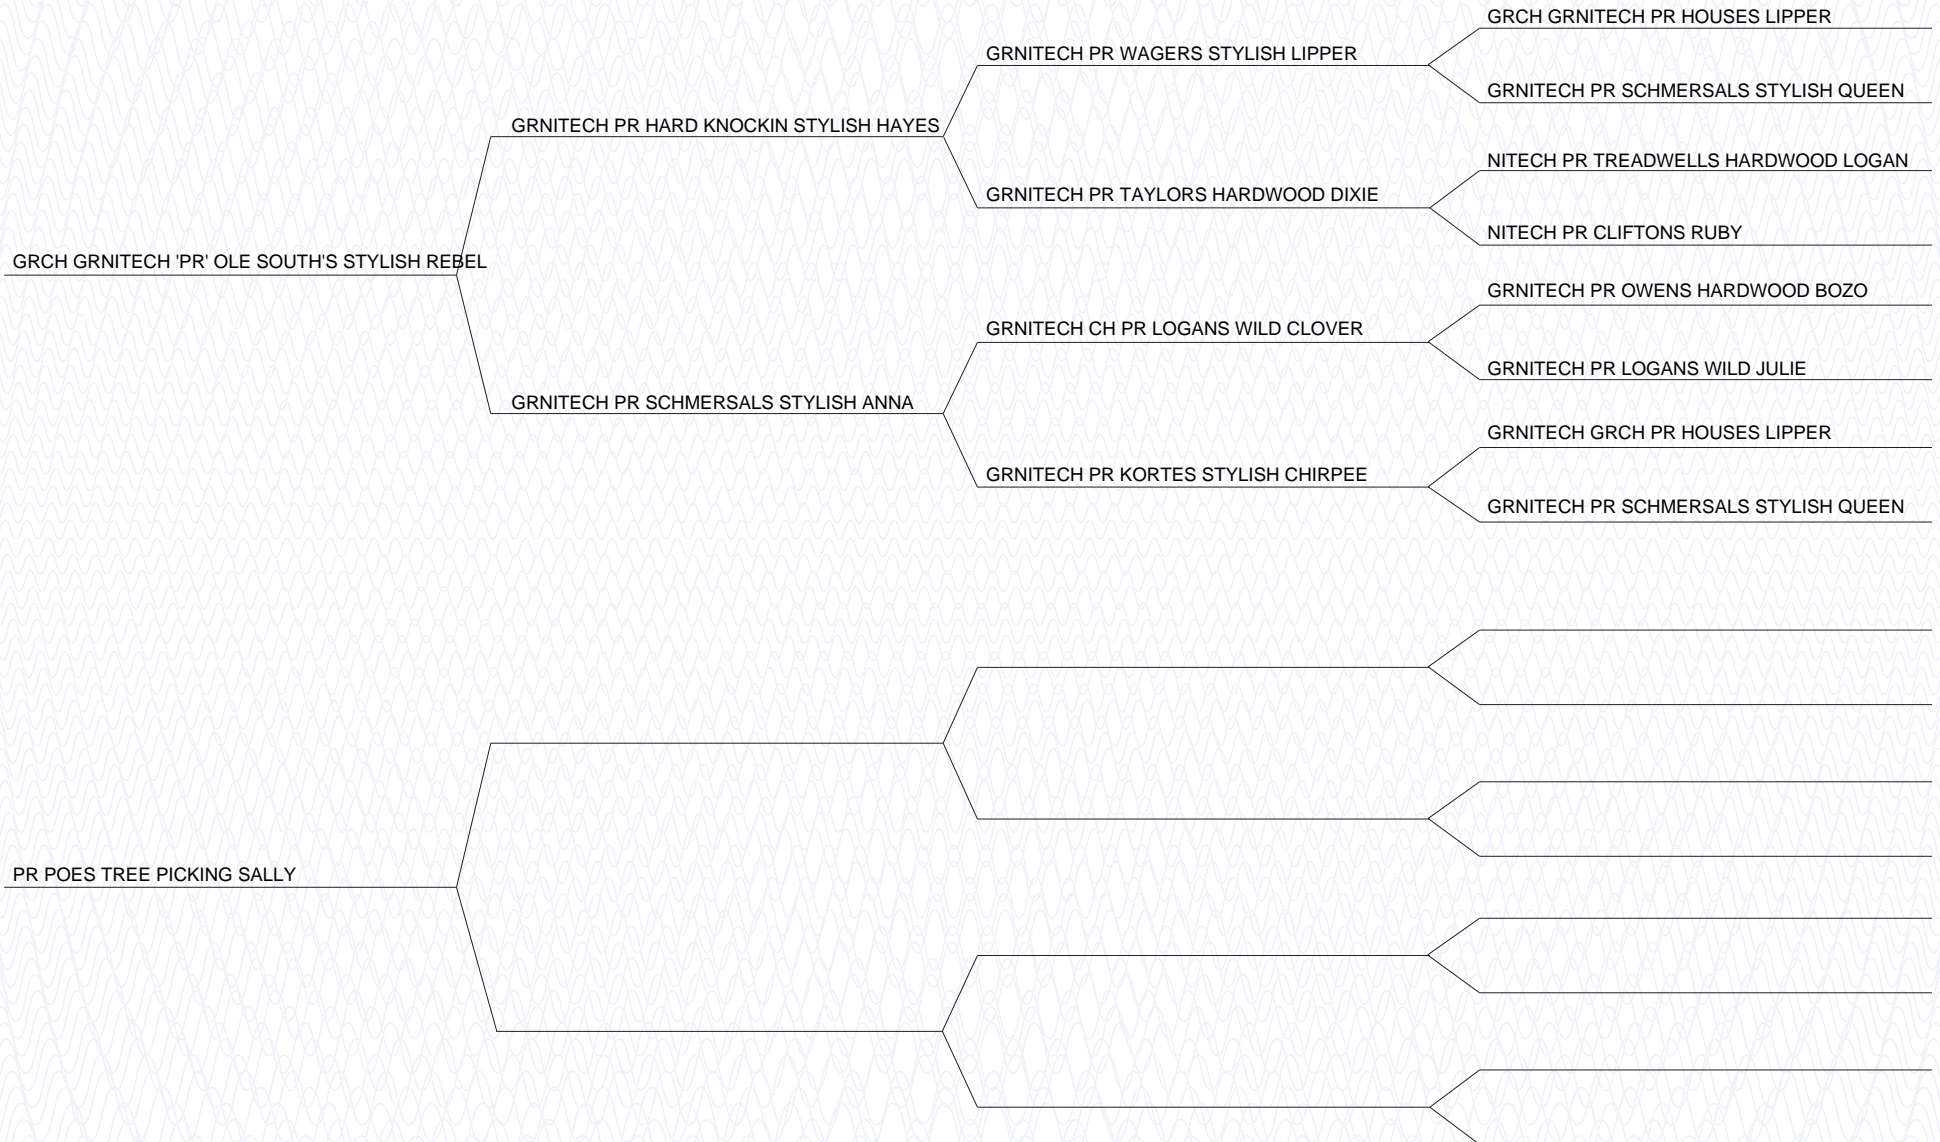 GRCH GRNITECH PR HOUSES LIPPER
GRNITECH PR WAGERS STYLISH LIPPER
GRNITECH PR SCHMERSALS STYLISH QUEEN
GRNITECH PR HARD KNOCKIN STYLISH HAYES
NITECH PR TREADWELLS HARDWOOD LOGAN
GRNITECH PR TAYLORS HARDWOOD DIXIE
NITECH PR CLIFTONS RUBY
GRCH GRNITECH 'PR' OLE SOUTH'S STYLISH REBEL
GRNITECH PR OWENS HARDWOOD BOZO
GRNITECH CH PR LOGANS WILD CLOVER
GRNITECH PR LOGANS WILD JULIE
GRNITECH PR SCHMERSALS STYLISH ANNA
GRNITECH GRCH PR HOUSES LIPPER
GRNITECH PR KORTES STYLISH CHIRPEE
GRNITECH PR SCHMERSALS STYLISH QUEEN
PR POES TREE PICKING SALLY